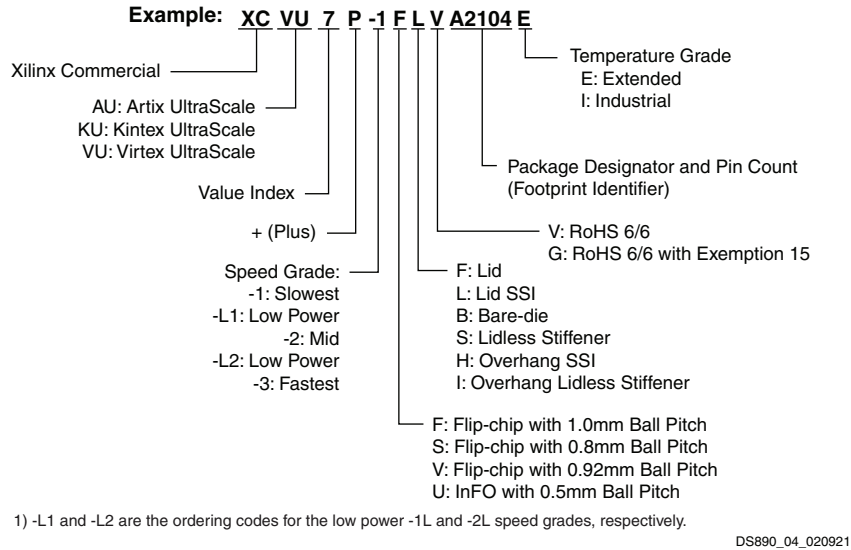 Example: XC VU 7 P -1 F L V A2104 E
Xilinx Commercial
Temperature Grade
E: Extended
I: Industrial
AU: Artix UltraScale
KU: Kintex UltraScale
VU: Virtex UltraScale
Package Designator and Pin Count
(Footprint Identifier)
Value Index
+ (Plus)
V: RoHS 6/6
G: RoHS 6/6 with Exemption 15
Speed Grade:
-1: Slowest
-L1: Low Power
-2: Mid
-L2: Low Power
-3: Fastest
F: Lid
L: Lid SSI
B: Bare-die
S: Lidless Stiffener
H: Overhang SSI
I: Overhang Lidless Stiffener
F: Flip-chip with 1.0mm Ball Pitch
S: Flip-chip with 0.8mm Ball Pitch
V: Flip-chip with 0.92mm Ball Pitch
U: InFO with 0.5mm Ball Pitch
1) -L1 and -L2 are the ordering codes for the low power -1L and -2L speed grades, respectively.
DS890_04_020921